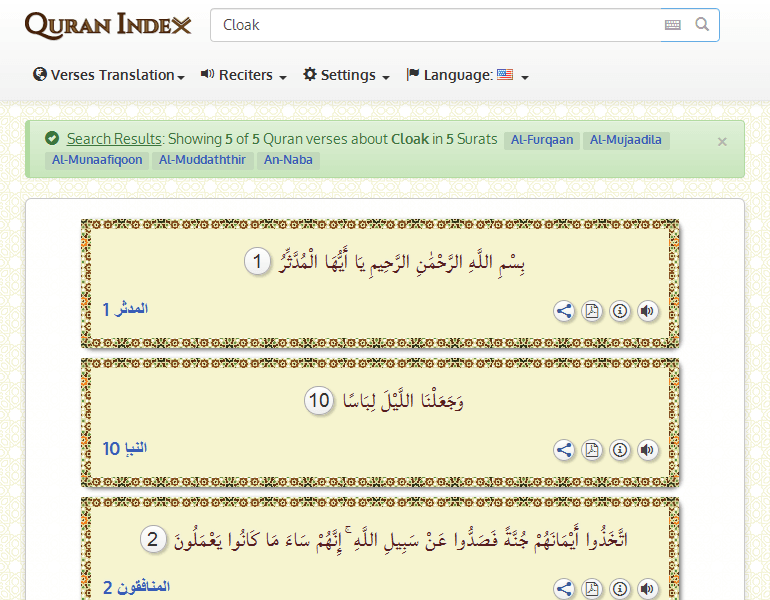 QURAN INDEX
Cloak
Verses Translation Reciters Settings Language:
Search Results: Showing 5 of 5 Quran verses about Cloak in 5 Surats Al-Furqaan Al-Mujaadila ×
Al-Munaafiqoon Al-Muddaththir An-Naba
بِسْمِ اللَّهِ الرَّحْمَٰنِ الرَّحِيمِ يَا أَيُّهَا الْمُدَّثِّرُ 1
المدثر 1
وَجَعَلْنَا اللَّيْلَ لِبَاسًا 10
النبإ 10
اتَّخَذُوا أَيْمَانَهُمْ جُنَّةً فَصَدُّوا عَنْ سَبِيلِ اللَّهِ ۚ إِنَّهُمْ سَاءَ مَا كَانُوا يَعْمَلُونَ 2
المنافقون 2